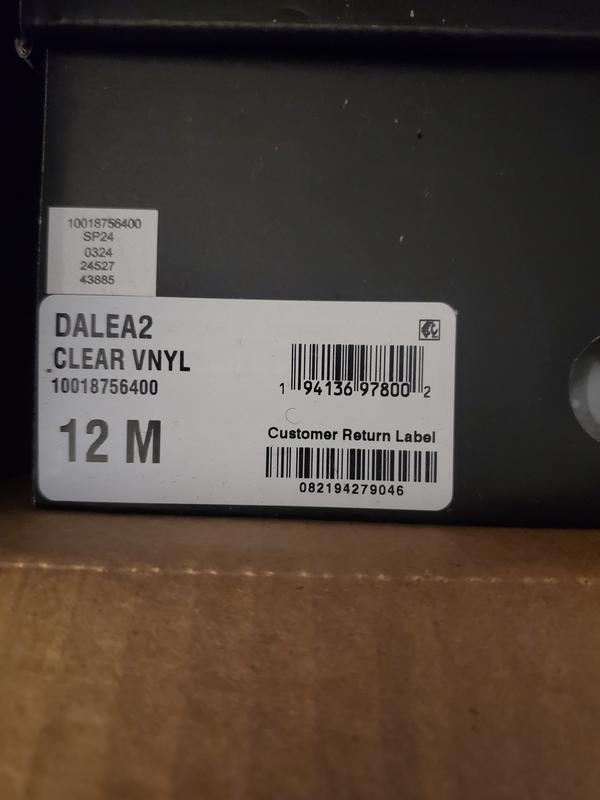 10018756400
SP24
0324
24527
43885
DALEA2
CLEAR VNYL
10018756400
12 M
1 94136 97800 2
Customer Return Label
082194279046